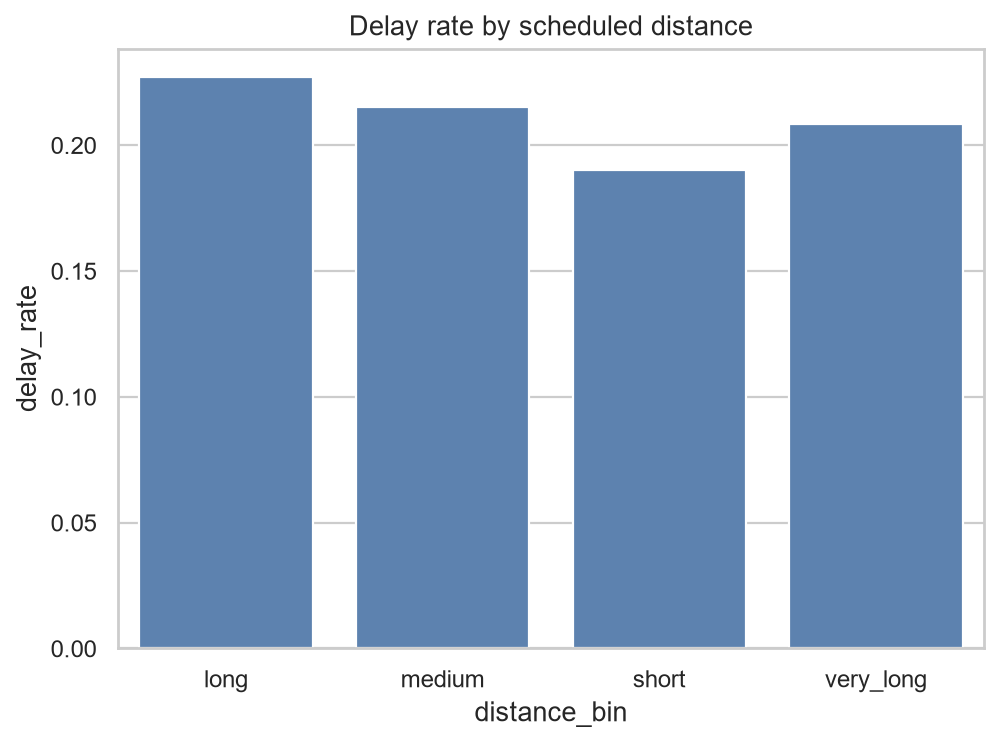 Delay rate by scheduled distance
delay_rate
0.20
0.15
0.10
0.05
0.00
long medium short very_long
distance_bin